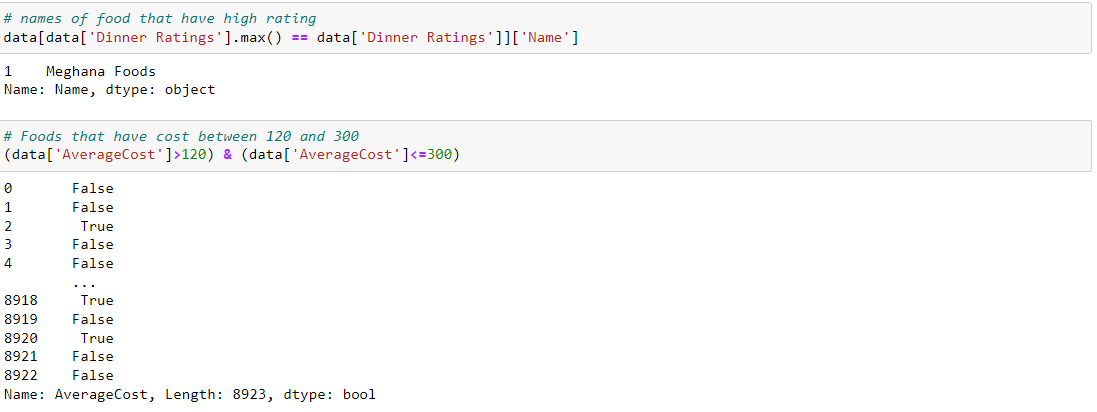 # names of food that have high rating
data[data['Dinner Ratings'].max() == data['Dinner Ratings']]['Name']
1    Meghana Foods
Name: Name, dtype: object
# Foods that have cost between 120 and 300
(data['AverageCost']>120) & (data['AverageCost']<=300)
0       False
1       False
2        True
3       False
4       False
        ...
8918     True
8919    False
8920     True
8921    False
8922    False
Name: AverageCost, Length: 8923, dtype: bool